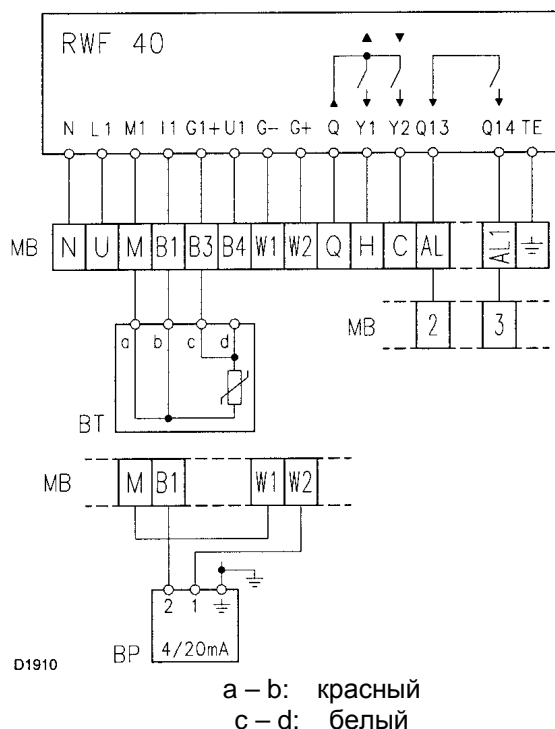 RWF 40
N L1 M1 I1 G1+ U1 G- G+ Q Y1 Y2 Q13 Q14 TE
MB N U M B1 B3 B4 W1 W2 Q H C AL AL1
MB 2 3
a b c d
BT
MB M B1 W1 W2
2 1
BP 4/20mA
D1910
a – b: красный
c – d: белый